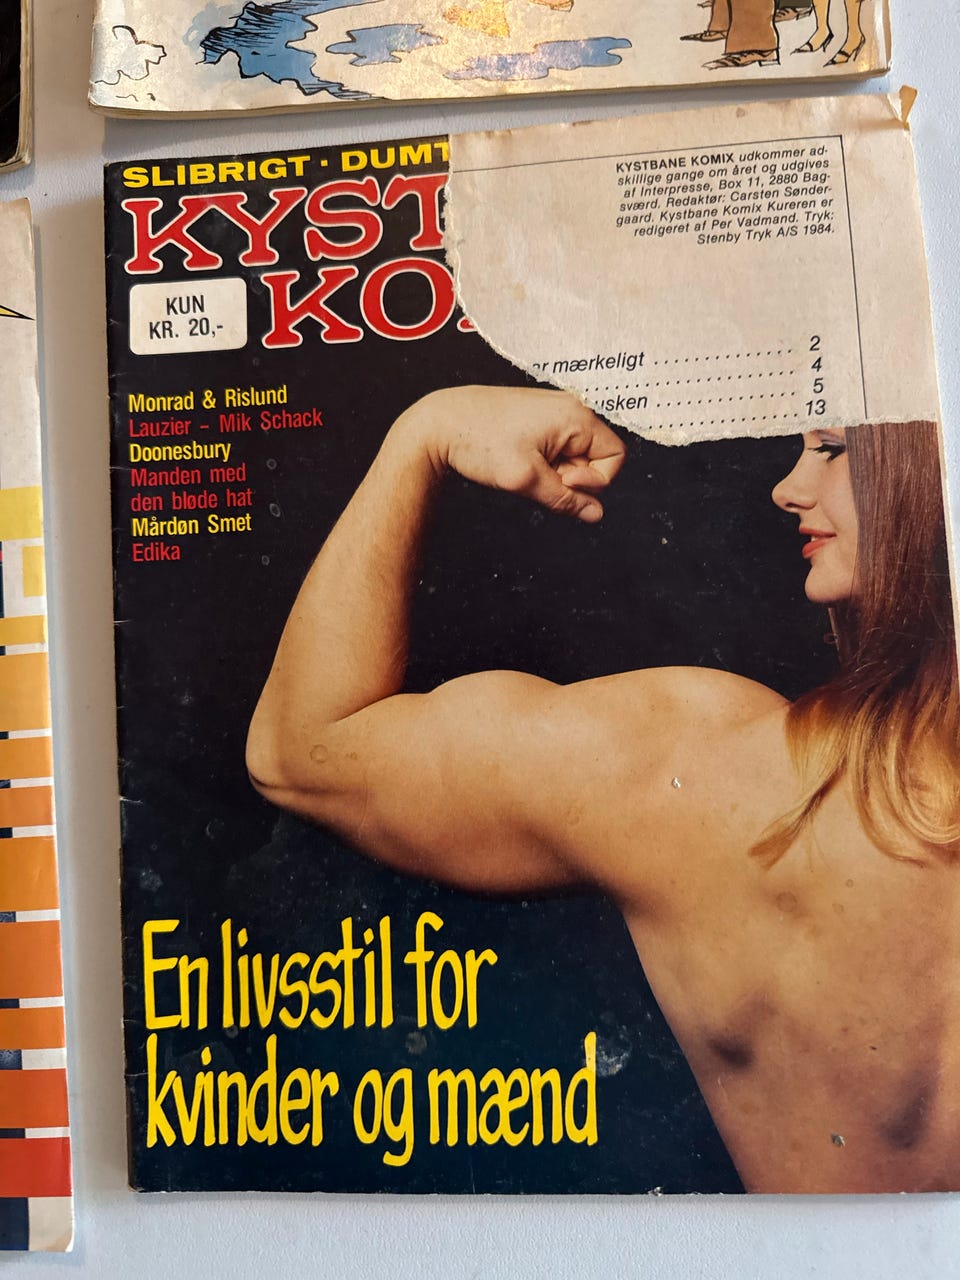 SLIBRIGT · DUMT
KYST
KO
KUN
KR. 20,-
KYSTBANE KOMIX udkommer ad-
skillige gange om året og udgives
af Interpresse, Box 11, 2880 Bag-
sværd. Redaktør: Carsten Sønder-
gaard. Kystbane Komix Kureren er
redigeret af Per Vadmand. Tryk:
Stenby Tryk A/S 1984.
mærkeligt .............. 2
.............. 4
usken .............. 5
.............. 13
Monrad & Rislund
Lauzier - Mik Schack
Doonesbury
Manden med
den bløde hat
Mårdøn Smet
Edika
En livsstil for
kvinder og mænd